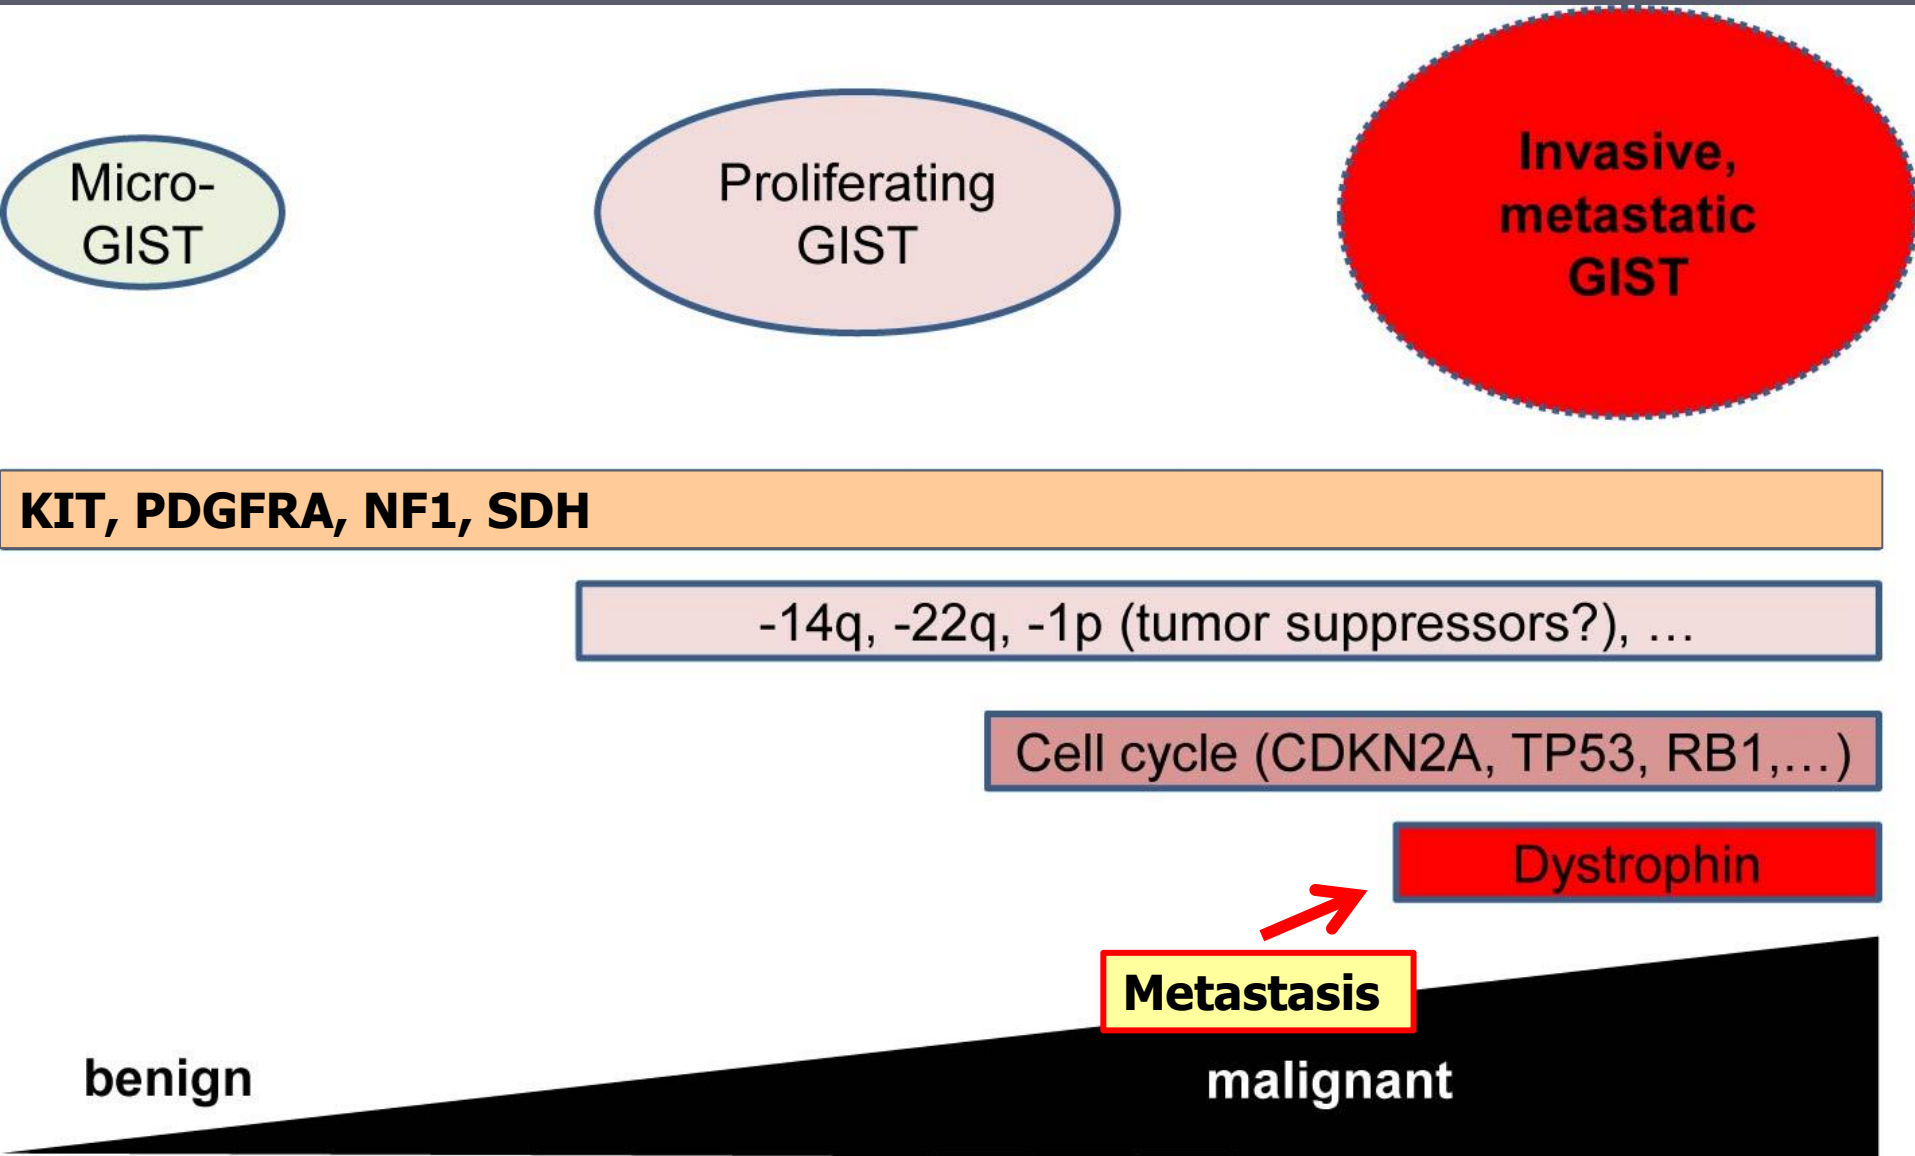 Micro-
GIST
Proliferating
GIST
Invasive,
metastatic
GIST
KIT, PDGFRA, NF1, SDH
-14q, -22q, -1p (tumor suppressors?), …
Cell cycle (CDKN2A, TP53, RB1,…)
Dystrophin
Metastasis
benign
malignant